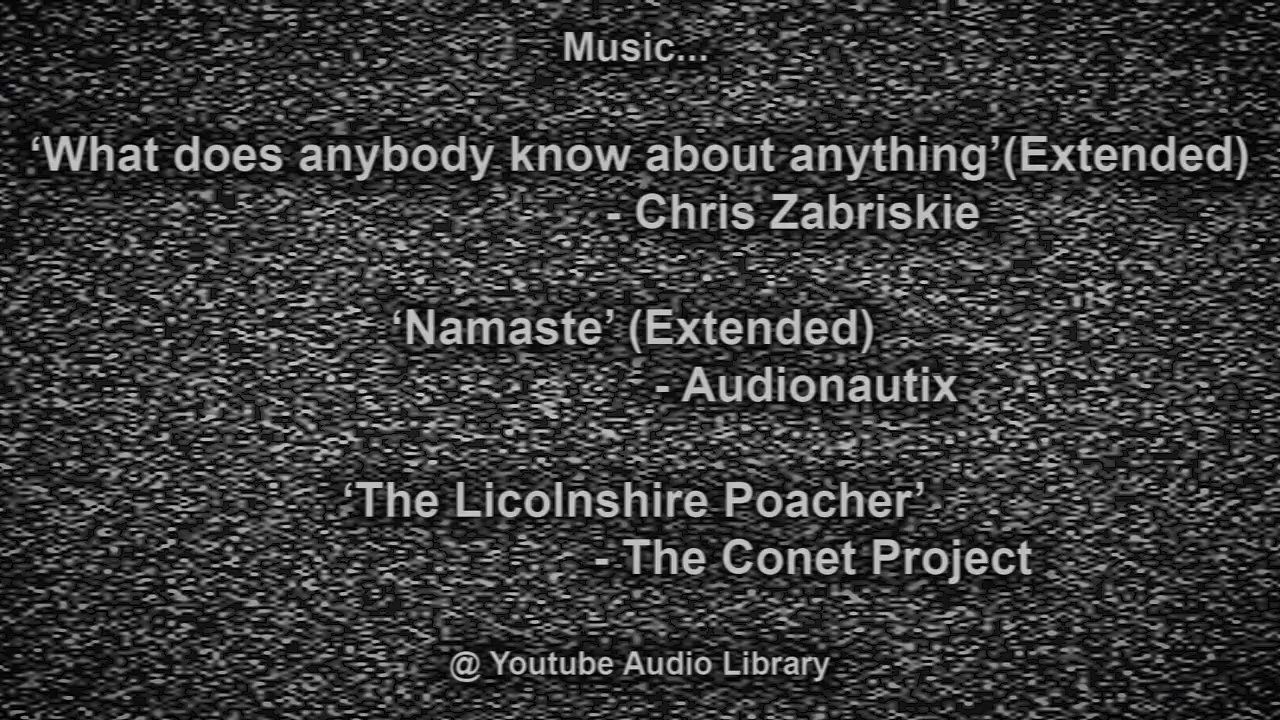 Music...
‘What does anybody know about anything’(Extended)
- Chris Zabriskie
‘Namaste’ (Extended)
- Audionautix
‘The Licolnshire Poacher’
- The Conet Project
@ Youtube Audio Library